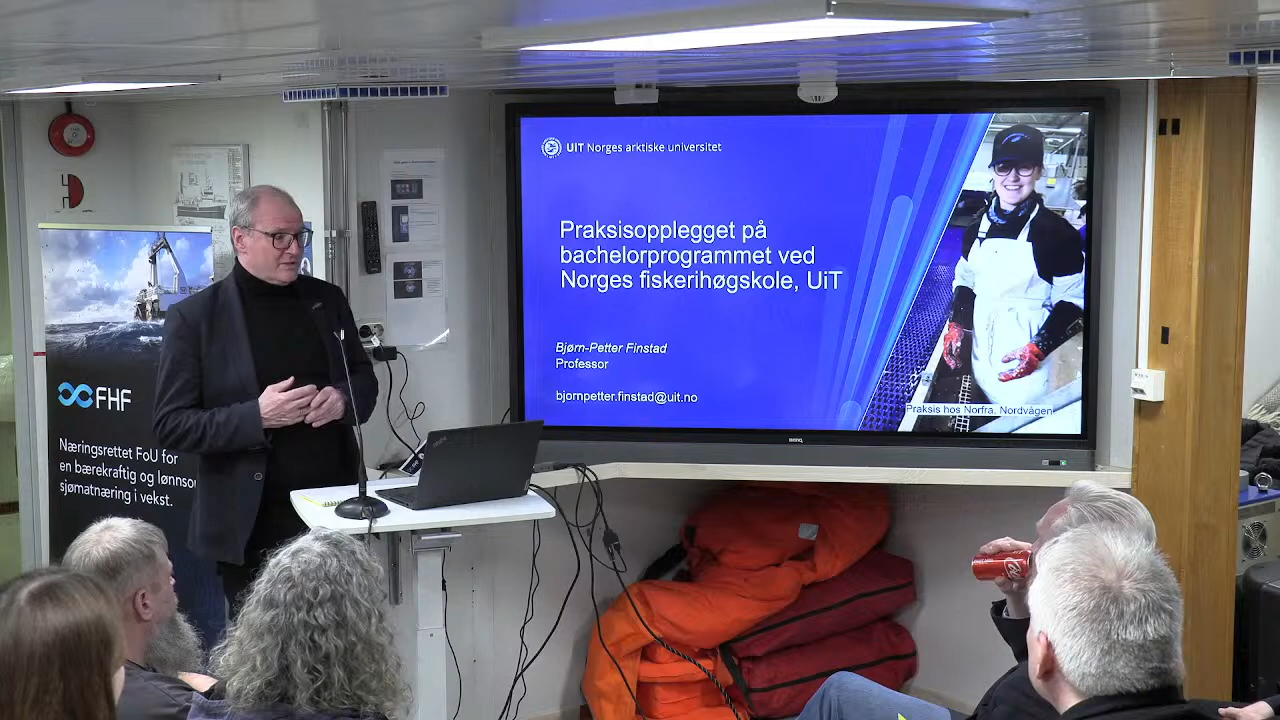 UIT Norges arktiske universitet
Praksisopplegget på
bachelorprogrammet ved
Norges fiskerihøgskole, UiT
Bjørn-Petter Finstad
Professor
bjornpetter.finstad@uit.no
Praksis hos Norfra, Nordvågen
BenQ
FHF
Næringsrettet FoU for
en bærekraftig og lønnsom
sjømatnæring i vekst.